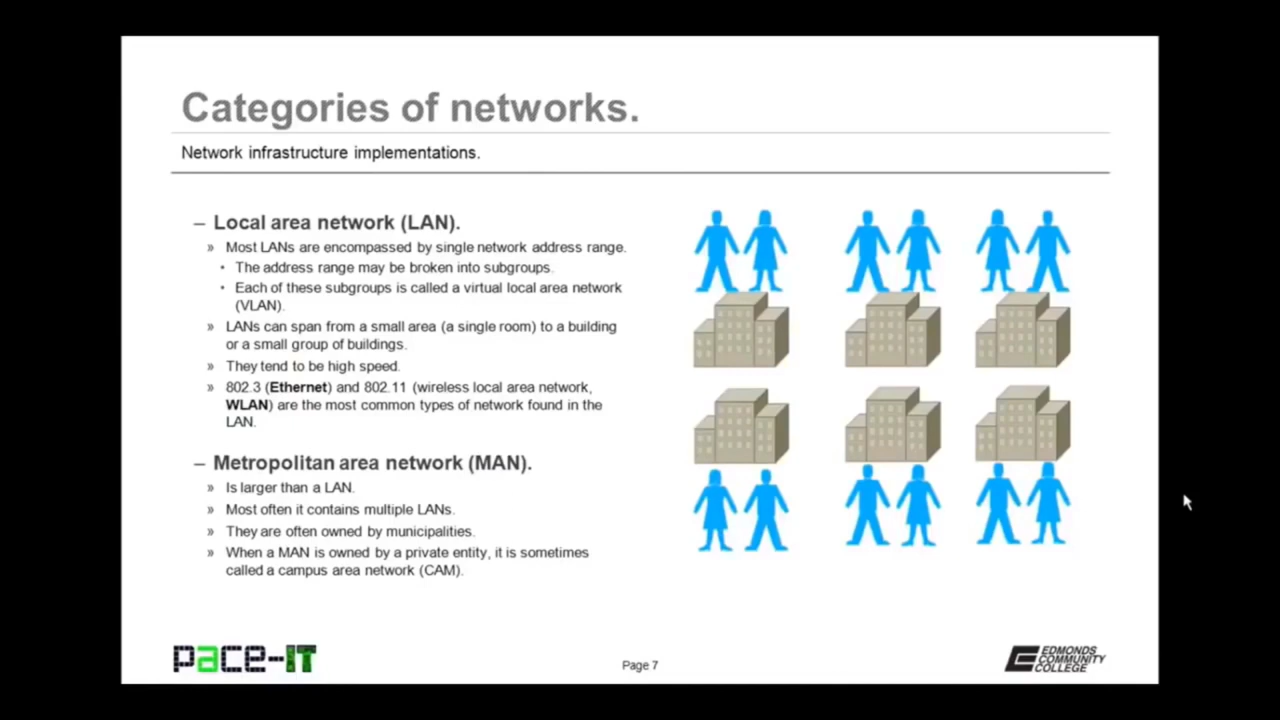 Categories of networks.
Network infrastructure implementations.
– Local area network (LAN).
» Most LANs are encompassed by single network address range.
• The address range may be broken into subgroups.
• Each of these subgroups is called a virtual local area network
(VLAN).
» LANs can span from a small area (a single room) to a building
or a small group of buildings.
» They tend to be high speed.
» 802.3 (Ethernet) and 802.11 (wireless local area network,
WLAN) are the most common types of network found in the
LAN.
– Metropolitan area network (MAN).
» Is larger than a LAN.
» Most often it contains multiple LANs.
» They are often owned by municipalities.
» When a MAN is owned by a private entity, it is sometimes
called a campus area network (CAM).
pace-IT
Page 7
EDMONDS
COMMUNITY
COLLEGE